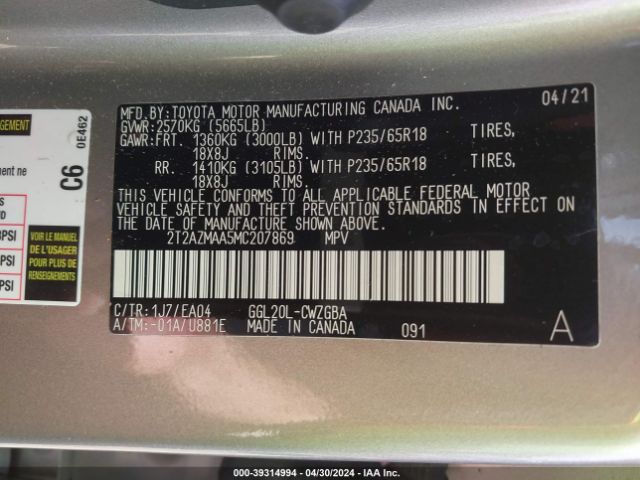 MFD.BY:TOYOTA MOTOR MANUFACTURING CANADA INC. 04/21
GVWR:2570KG (5665LB)
GAWR:FRT. 1360KG (3000LB) WITH P235/65R18 TIRES,
18X8J RIMS.
RR. 1410KG (3105LB) WITH P235/65R18 TIRES,
18X8J RIMS.
THIS VEHICLE CONFORMS TO ALL APPLICABLE FEDERAL MOTOR
VEHICLE SAFETY AND THEFT PREVENTION STANDARDS IN EFFECT ON
THE DATE OF MANUFACTURE SHOWN ABOVE.
2T2AZMAA5MC207869 MPV
C/TR:1J7/EA04 GGL20L-CWZGBA
A/TM:-01A/U881E MADE IN CANADA 091 A
0E462
C6
ment ne
PSI
VOIR LE MANUEL
DE L'USAGER
POUR PLUS DE
RENSEIGNEMENTS
PSI
000-39314994 - 04/30/2024 - IAA Inc.